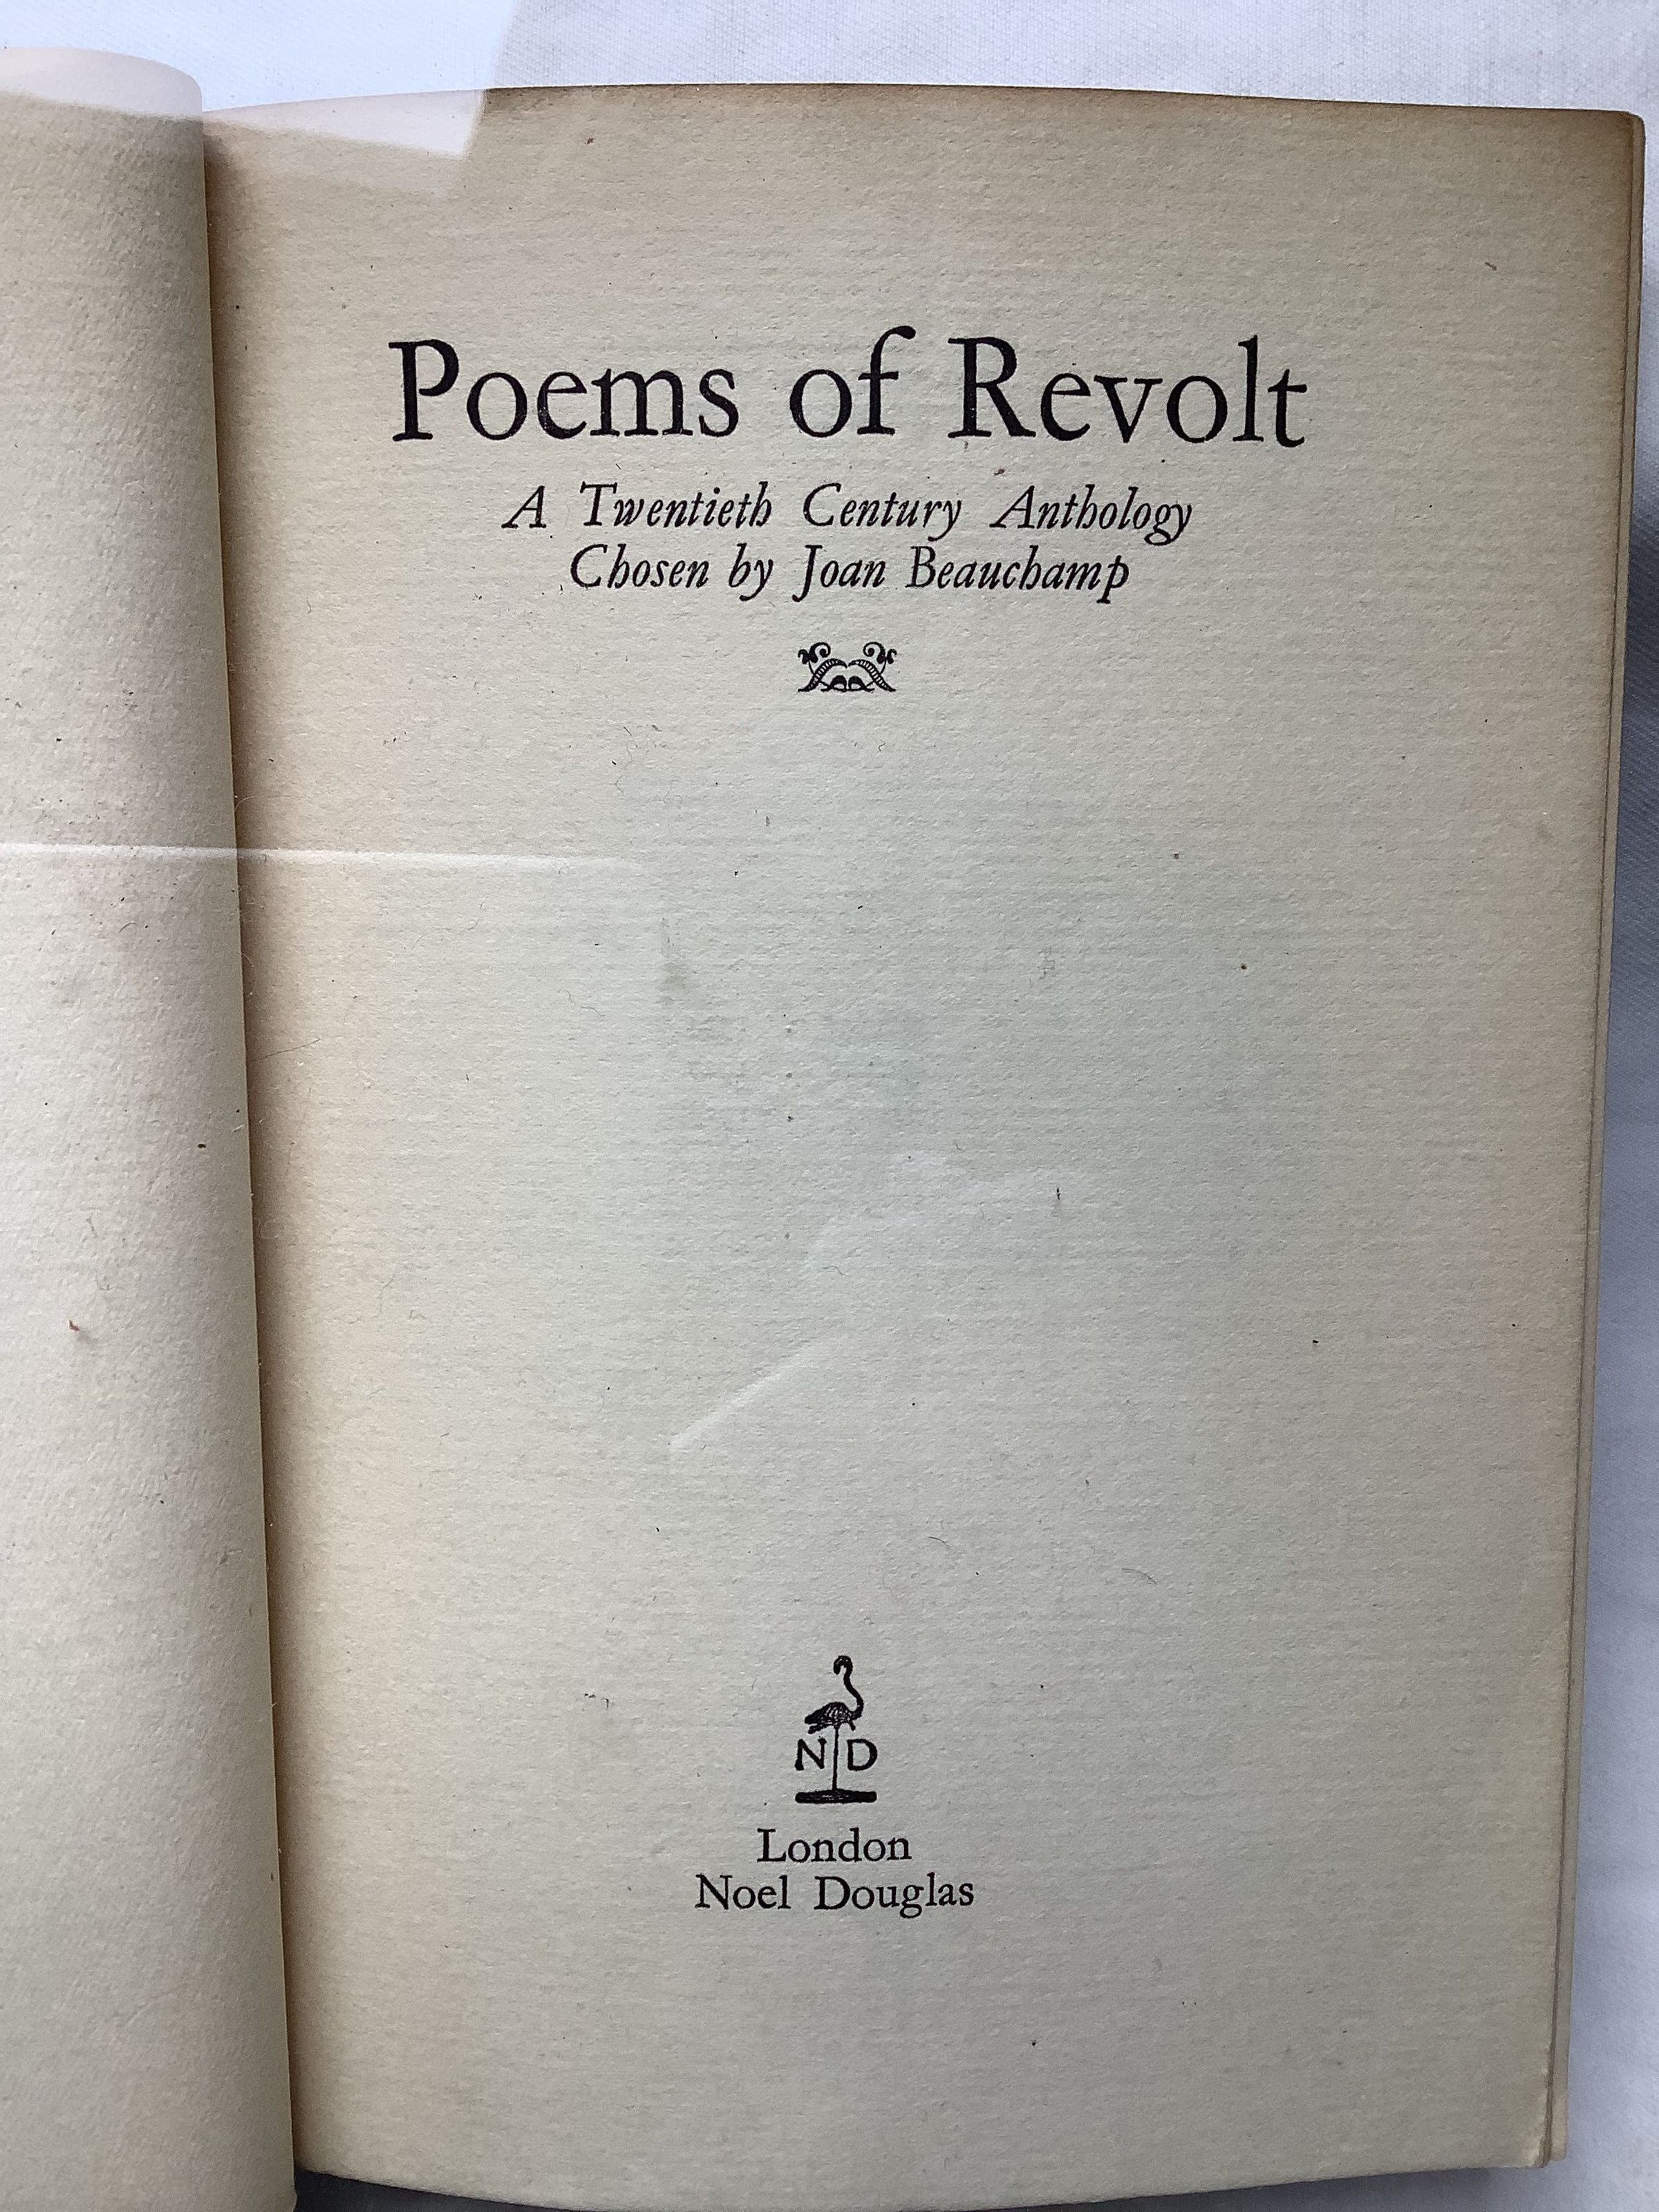 Poems of Revolt
A Twentieth Century Anthology
Chosen by Joan Beauchamp
N D
London
Noel Douglas